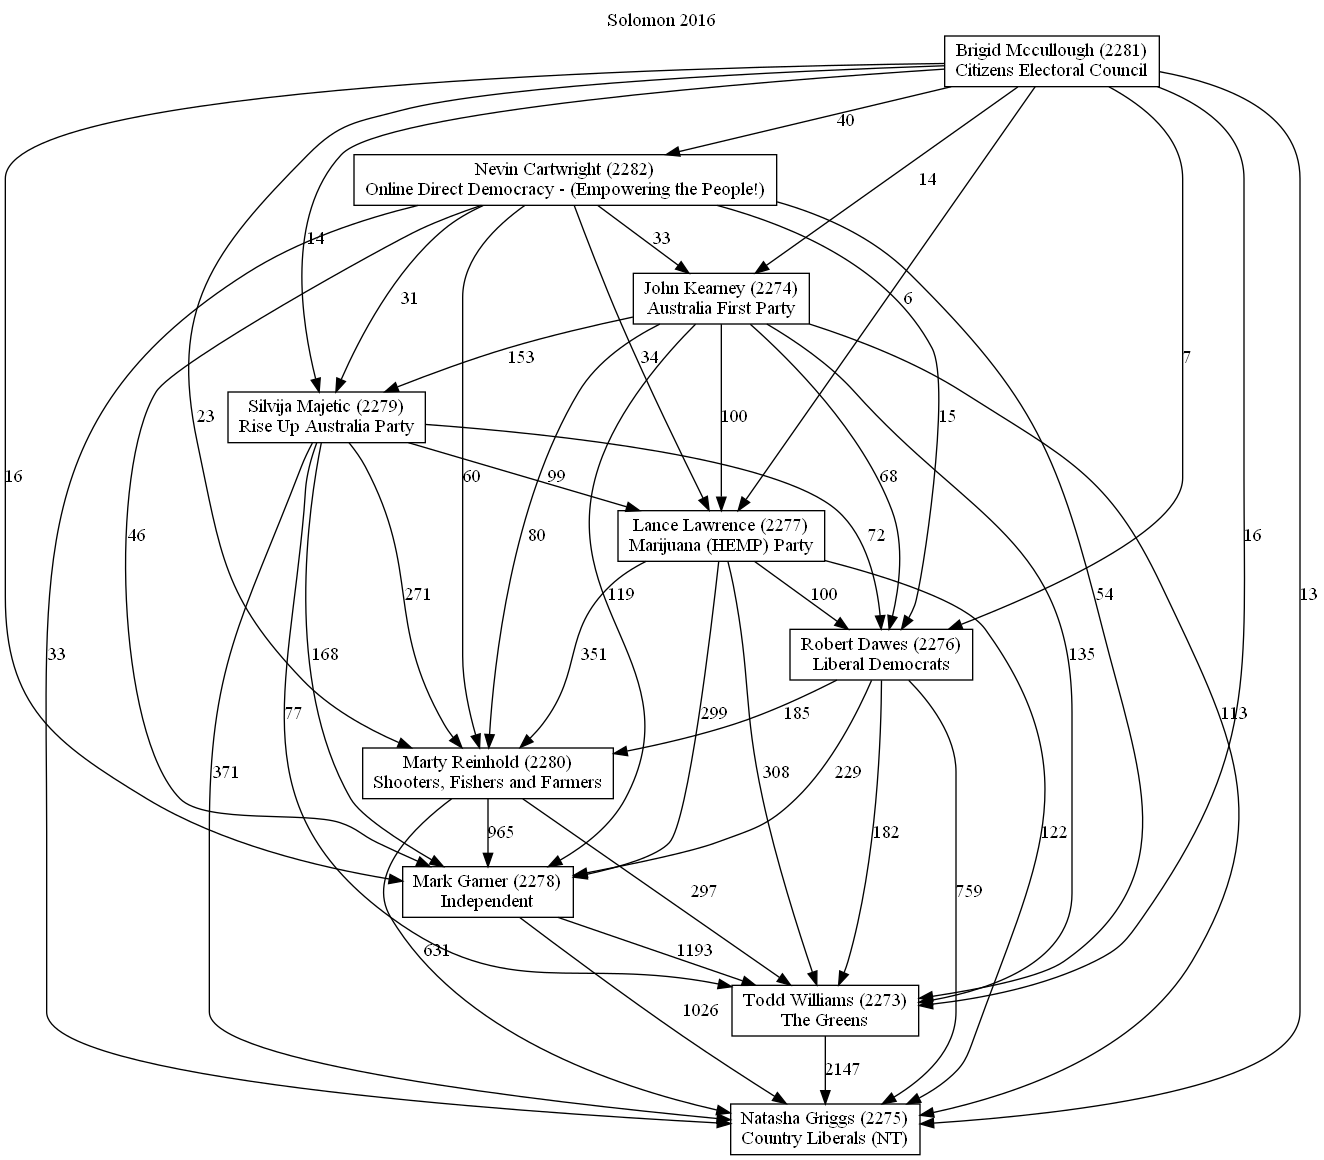 Solomon 2016
Brigid Mccullough (2281)
Citizens Electoral Council
40
Nevin Cartwright (2282)
Online Direct Democracy - (Empowering the People!)
14
14
33
31
6
John Kearney (2274)
Australia First Party
153
34
7
Silvija Majetic (2279)
Rise Up Australia Party
23
100
15
16
60
99
68
46
Lance Lawrence (2277)
Marijuana (HEMP) Party
80
72
16
271
119
100
54
13
33
168
351
Robert Dawes (2276)
Liberal Democrats
135
77
299
185
113
371
Marty Reinhold (2280)
Shooters, Fishers and Farmers
308
229
965
182
122
Mark Garner (2278)
Independent
297
759
631
1193
Todd Williams (2273)
The Greens
1026
2147
Natasha Griggs (2275)
Country Liberals (NT)